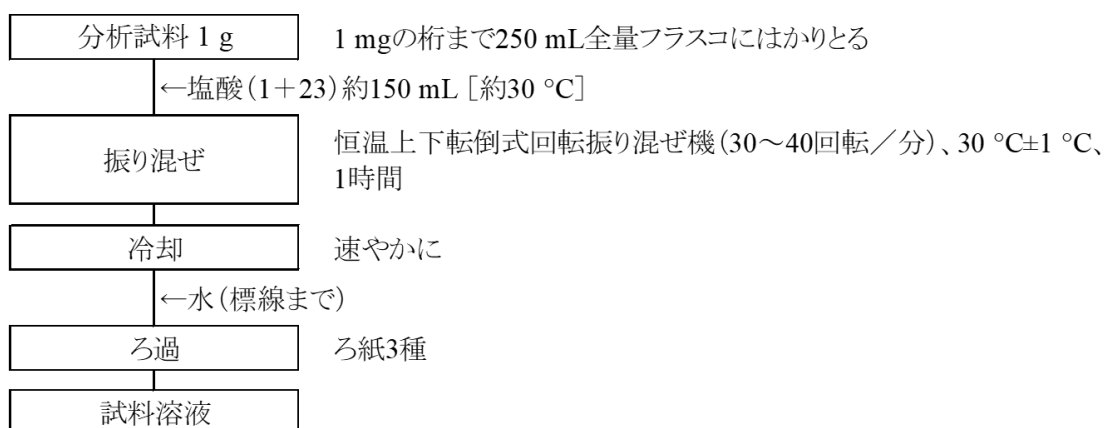 分析試料 1 g
1 mgの桁まで250 mL全量フラスコにはかりとる
←塩酸(1+23)約150 mL [約30 °C]
振り混ぜ
恒温上下転倒式回転振り混ぜ機(30~40回転/分)、30 °C±1 °C、
1時間
冷却
速やかに
←水(標線まで)
ろ過
ろ紙3種
試料溶液